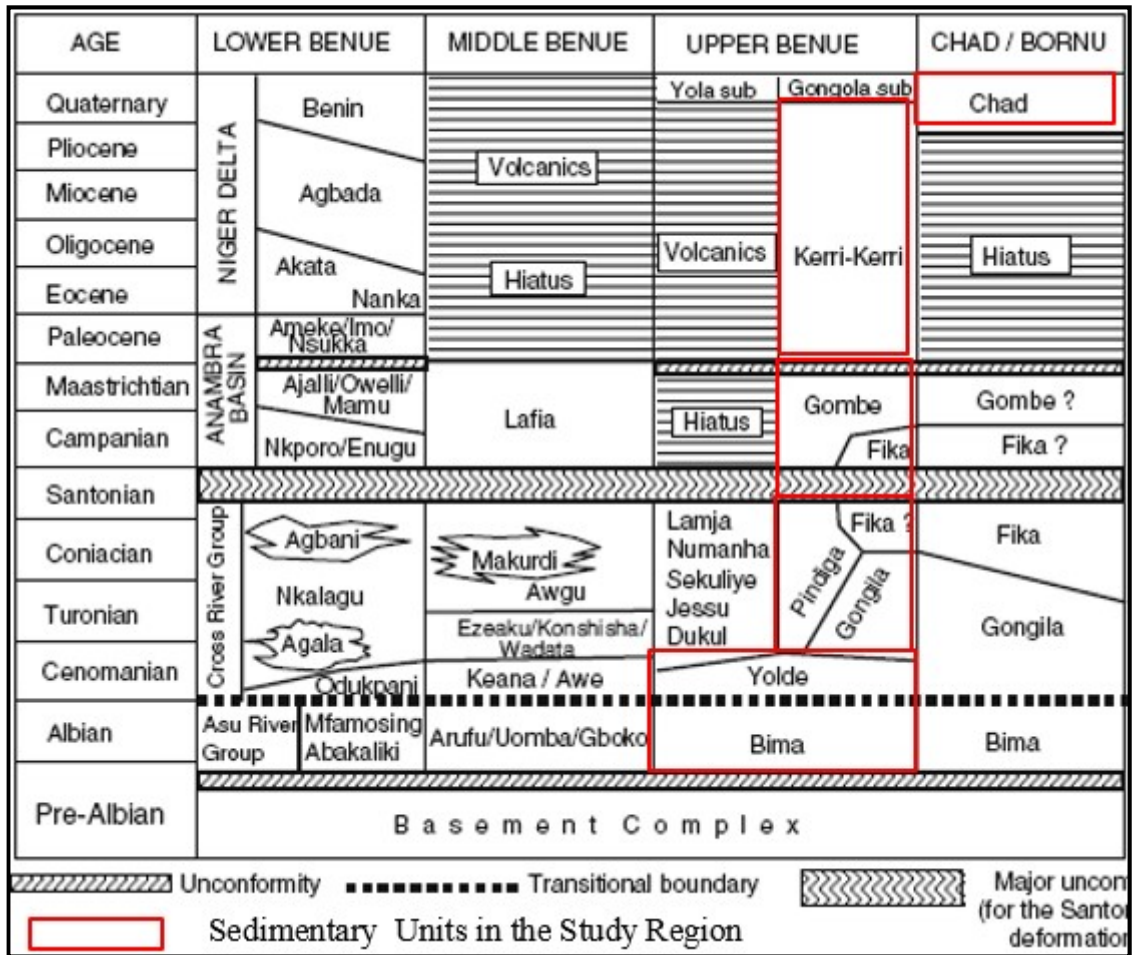 AGE
LOWER BENUE
MIDDLE BENUE
UPPER BENUE
CHAD / BORNU
Yola sub
Gongola sub
Quaternary
Pliocene
Miocene
Oligocene
Eocene
Paleocene
Maastrichtian
Campanian
Santonian
Coniacian
Turonian
Cenomanian
Albian
Pre-Albian
NIGER DELTA
ANAMBRA
BASIN
Cross River Group
Benin
Agbada
Akata
Nanka
Ameke/Imo/
Nsukka
Ajalli/Owelli/
Mamu
Nkporo/Enugu
Agbani
Nkalagu
Agala
Odukpani
Asu River
Group
Mfamosing
Abakaliki
Volcanics
Hiatus
Lafia
Makurdi
Awgu
Ezeaku/Konshisha/
Wadata
Keana / Awe
Arufu/Uomba/Gboko
Volcanics
Hiatus
Lamja
Numanha
Sekuliye
Jessu
Dukul
Kerri-Kerri
Gombe
Fika
Fika ?
Pindiga
Gongila
Yolde
Bima
Chad
Hiatus
Gombe ?
Fika ?
Fika
Gongila
Bima
Basement Complex
Unconformity
Transitional boundary
Major uncon
(for the Santo
deformation
Sedimentary Units in the Study Region